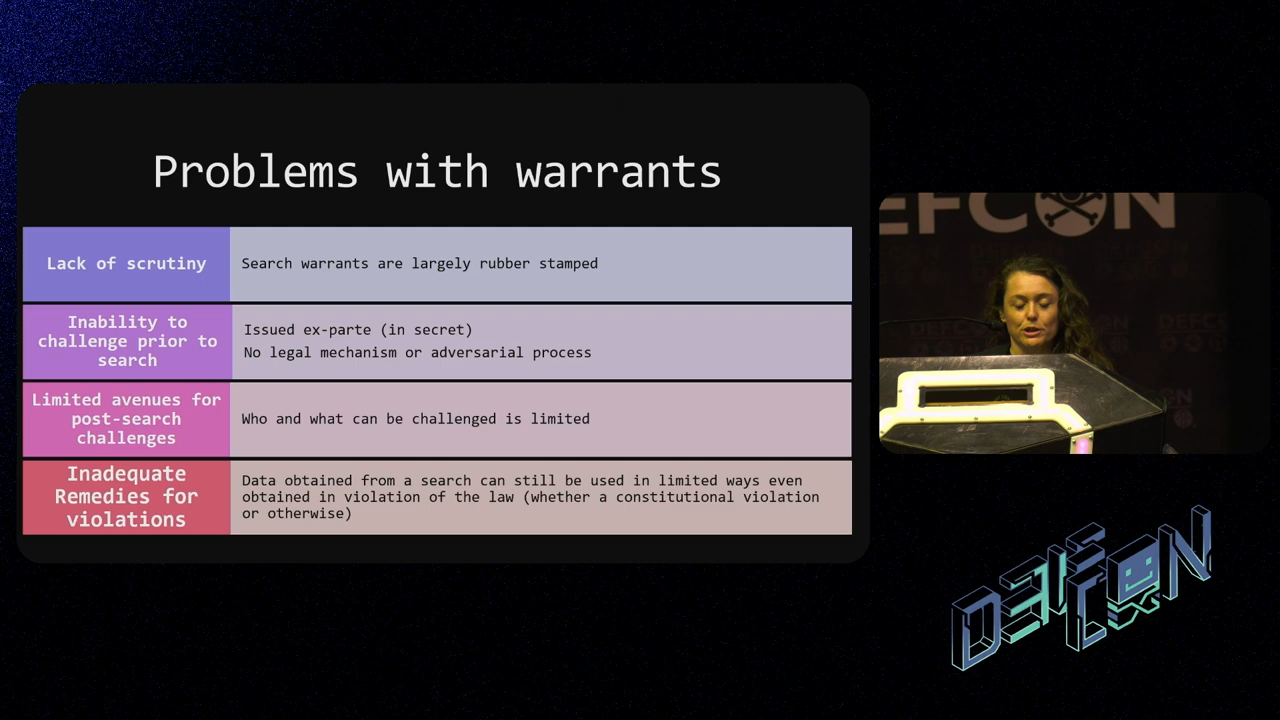 Problems with warrants
Lack of scrutiny
Search warrants are largely rubber stamped
Inability to
challenge prior to
search
Issued ex-parte (in secret)
No legal mechanism or adversarial process
Limited avenues for
post-search
challenges
Who and what can be challenged is limited
Inadequate
Remedies for
violations
Data obtained from a search can still be used in limited ways even
obtained in violation of the law (whether a constitutional violation
or otherwise)
EFC N
DEFCON
DEFC
DEF
C N